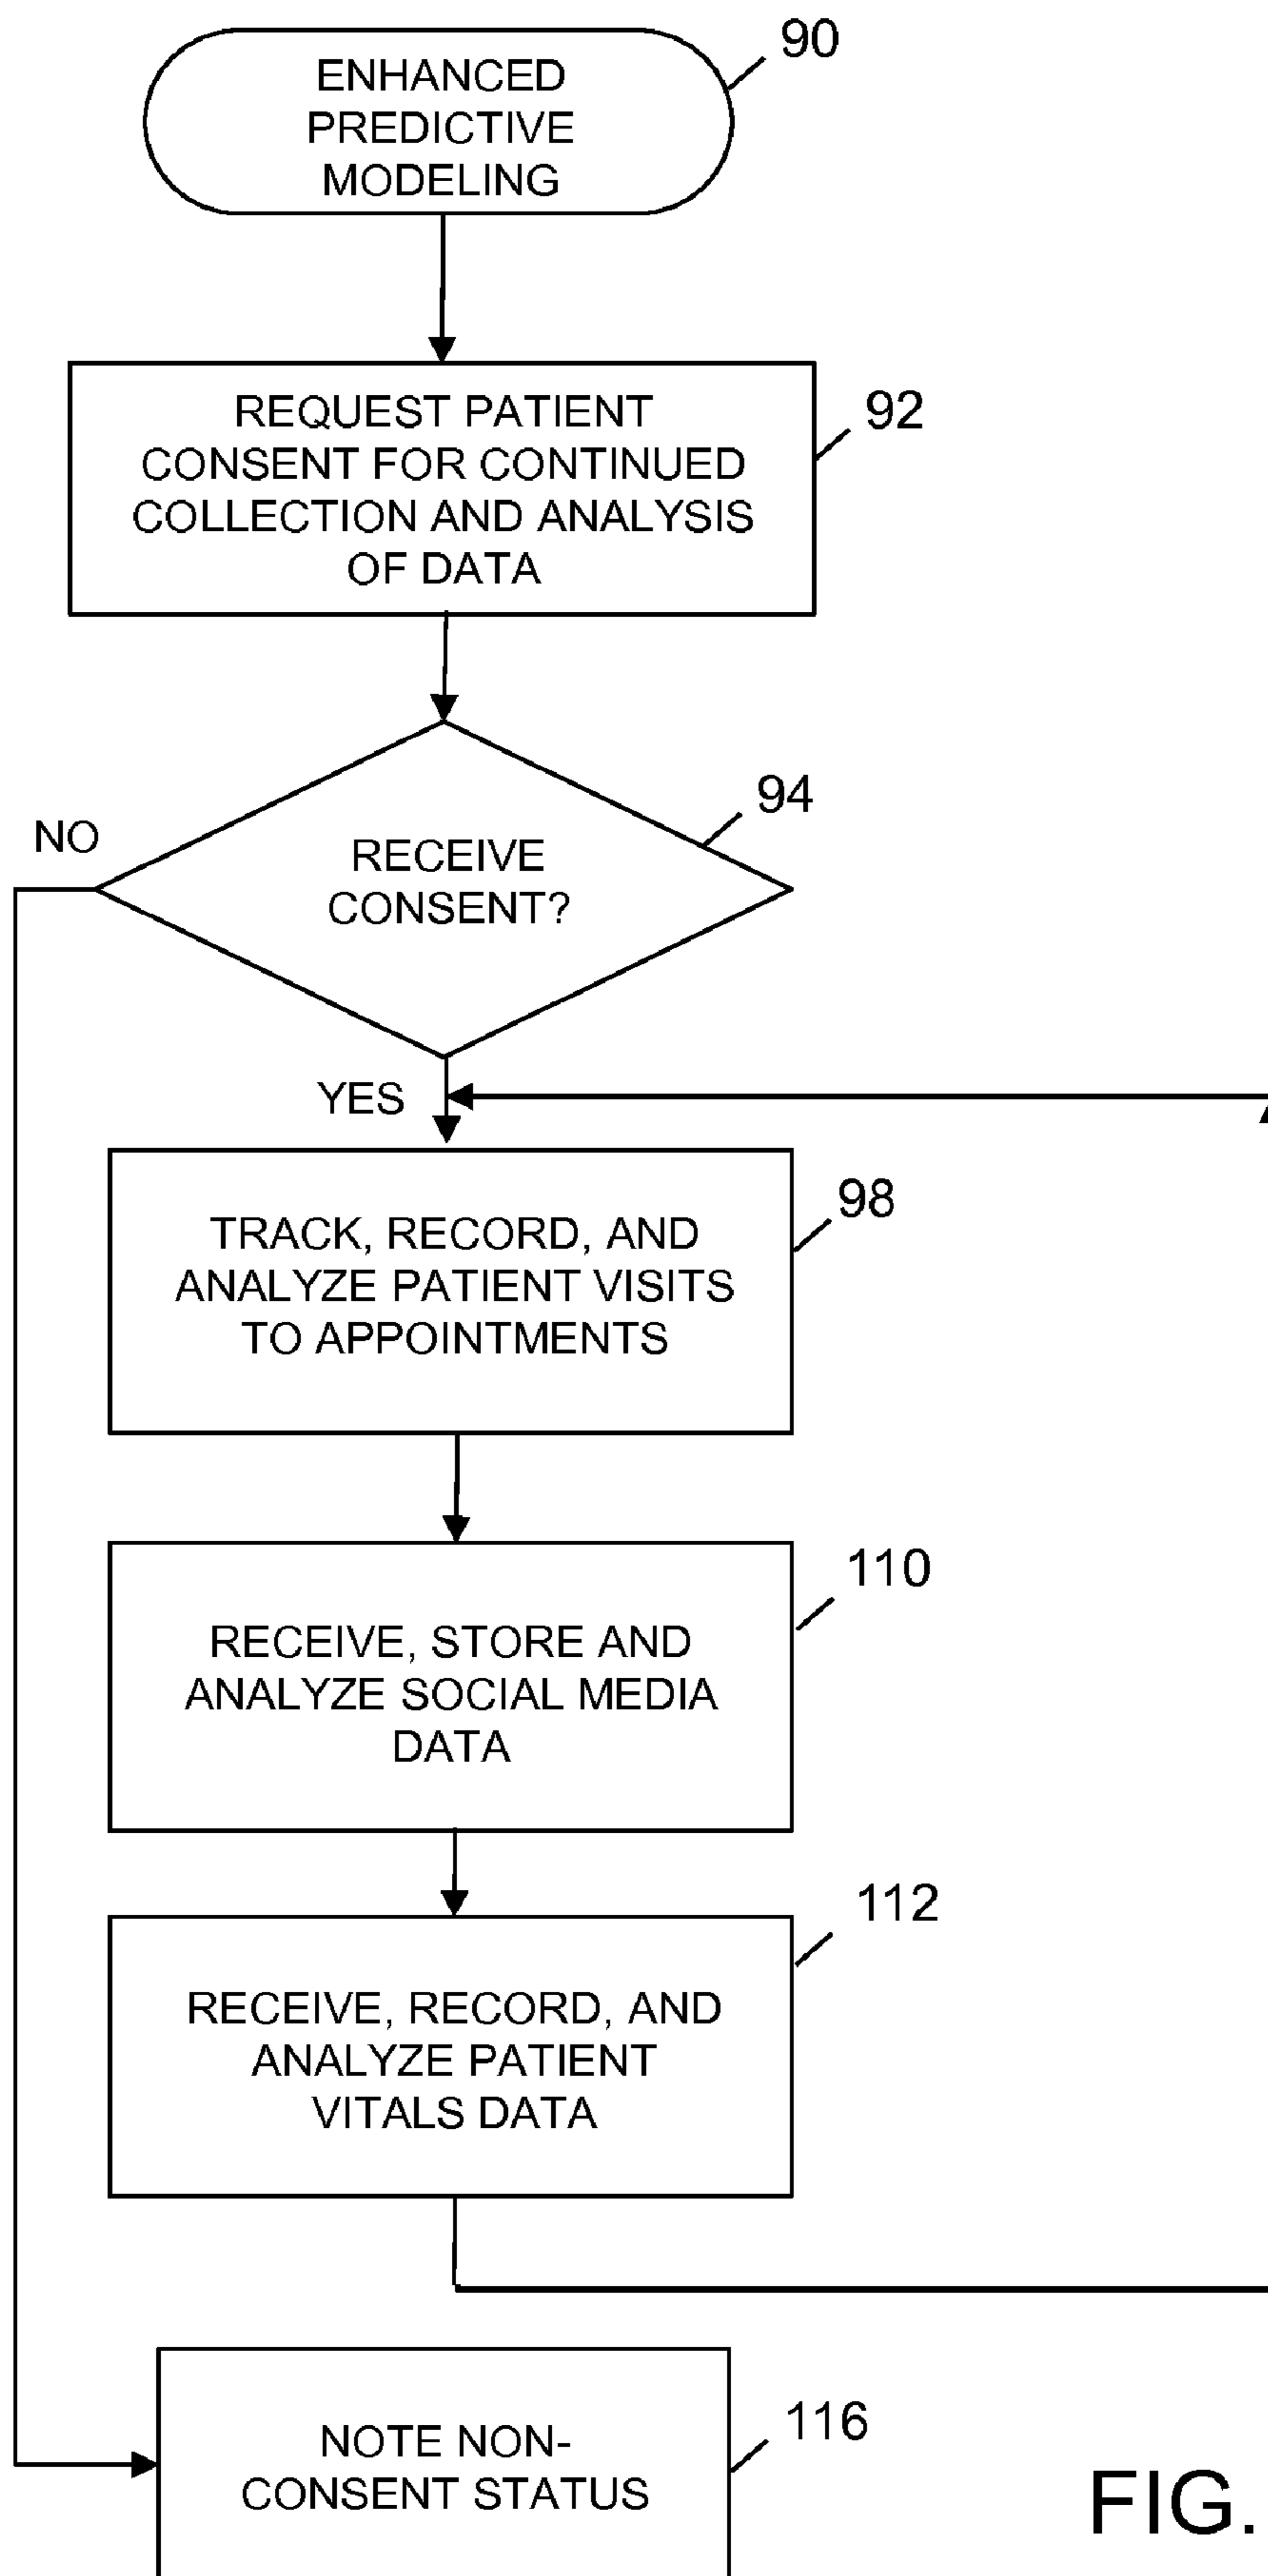 90
ENHANCED
PREDICTIVE
MODELING
92
REQUEST PATIENT
CONSENT FOR CONTINUED
COLLECTION AND ANALYSIS
OF DATA
94
NO
RECEIVE
CONSENT?
YES
98
TRACK, RECORD, AND
ANALYZE PATIENT VISITS
TO APPOINTMENTS
110
RECEIVE, STORE AND
ANALYZE SOCIAL MEDIA
DATA
112
RECEIVE, RECORD, AND
ANALYZE PATIENT
VITALS DATA
116
NOTE NON-
CONSENT STATUS
FIG.